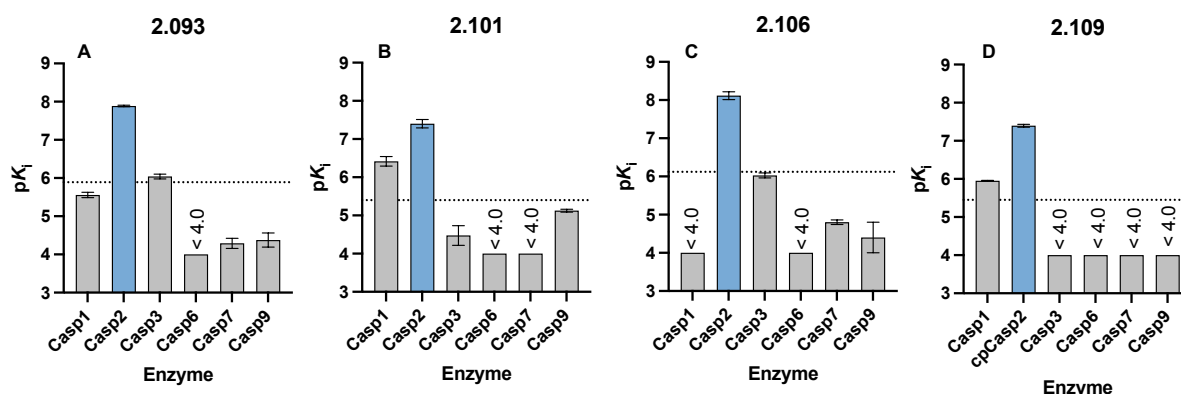 2.093
A
9
8
7
6
5
4
3
pKi
< 4.0
Casp1
Casp2
Casp3
Casp6
Casp7
Casp9
Enzyme
2.101
B
9
8
7
6
5
4
3
pKi
< 4.0
< 4.0
Casp1
Casp2
Casp3
Casp6
Casp7
Casp9
Enzyme
2.106
C
9
8
7
6
5
4
3
pKi
< 4.0
< 4.0
Casp1
Casp2
Casp3
Casp6
Casp7
Casp9
Enzyme
2.109
D
9
8
7
6
5
4
3
pKi
< 4.0
< 4.0
< 4.0
< 4.0
Casp1
cpCasp2
Casp3
Casp6
Casp7
Casp9
Enzyme